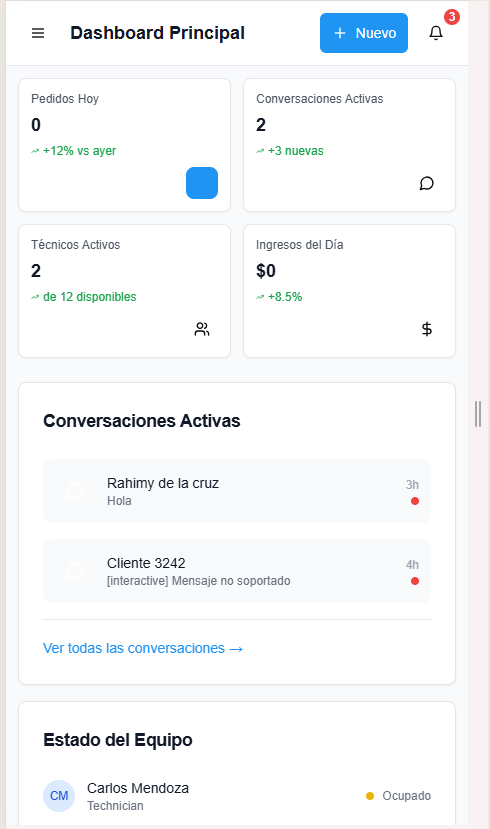 Dashboard Principal
Nuevo
3
Pedidos Hoy
0
+12% vs ayer
Conversaciones Activas
2
+3 nuevas
Técnicos Activos
2
de 12 disponibles
Ingresos del Día
$0
+8.5%
Conversaciones Activas
Rahimy de la cruz
3h
Hola
Cliente 3242
4h
[interactive] Mensaje no soportado
Ver todas las conversaciones →
Estado del Equipo
CM
Carlos Mendoza
Technician
Ocupado